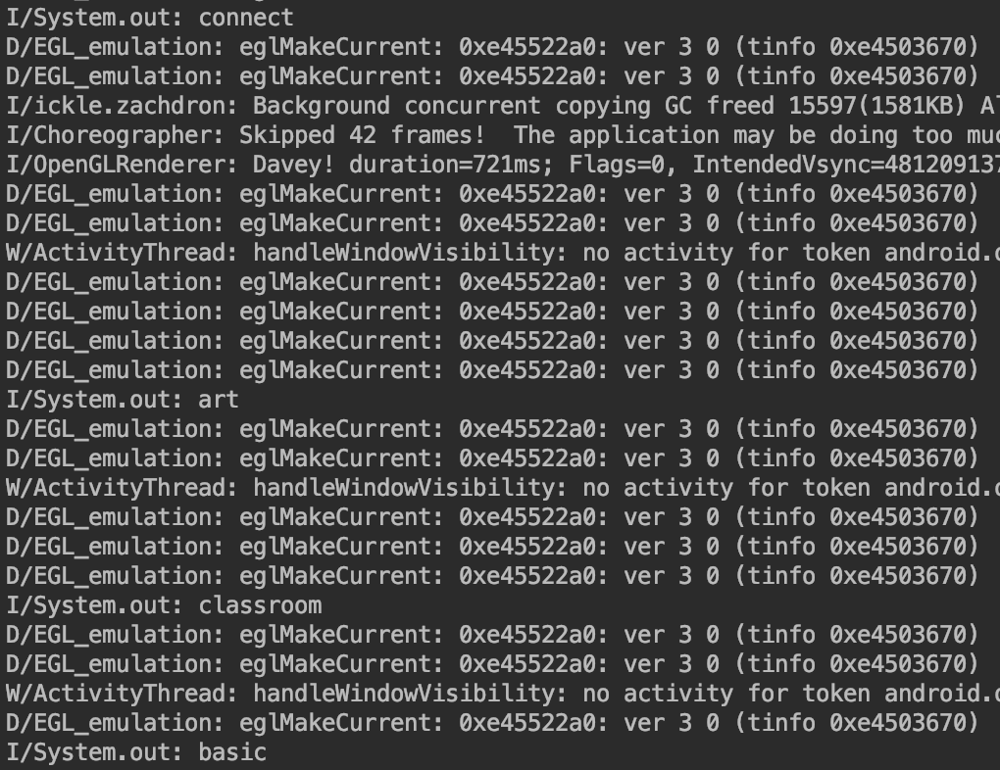 I/System.out: connect
D/EGL_emulation: eglMakeCurrent: 0xe45522a0: ver 3 0 (tinfo 0xe4503670)
D/EGL_emulation: eglMakeCurrent: 0xe45522a0: ver 3 0 (tinfo 0xe4503670)
I/ickle.zachdron: Background concurrent copying GC freed 15597(1581KB) Al
I/Choreographer: Skipped 42 frames!  The application may be doing too muc
I/OpenGLRenderer: Davey! duration=721ms; Flags=0, IntendedVsync=481209137
D/EGL_emulation: eglMakeCurrent: 0xe45522a0: ver 3 0 (tinfo 0xe4503670)
D/EGL_emulation: eglMakeCurrent: 0xe45522a0: ver 3 0 (tinfo 0xe4503670)
W/ActivityThread: handleWindowVisibility: no activity for token android.o
D/EGL_emulation: eglMakeCurrent: 0xe45522a0: ver 3 0 (tinfo 0xe4503670)
D/EGL_emulation: eglMakeCurrent: 0xe45522a0: ver 3 0 (tinfo 0xe4503670)
D/EGL_emulation: eglMakeCurrent: 0xe45522a0: ver 3 0 (tinfo 0xe4503670)
D/EGL_emulation: eglMakeCurrent: 0xe45522a0: ver 3 0 (tinfo 0xe4503670)
I/System.out: art
D/EGL_emulation: eglMakeCurrent: 0xe45522a0: ver 3 0 (tinfo 0xe4503670)
D/EGL_emulation: eglMakeCurrent: 0xe45522a0: ver 3 0 (tinfo 0xe4503670)
W/ActivityThread: handleWindowVisibility: no activity for token android.o
D/EGL_emulation: eglMakeCurrent: 0xe45522a0: ver 3 0 (tinfo 0xe4503670)
D/EGL_emulation: eglMakeCurrent: 0xe45522a0: ver 3 0 (tinfo 0xe4503670)
D/EGL_emulation: eglMakeCurrent: 0xe45522a0: ver 3 0 (tinfo 0xe4503670)
I/System.out: classroom
D/EGL_emulation: eglMakeCurrent: 0xe45522a0: ver 3 0 (tinfo 0xe4503670)
D/EGL_emulation: eglMakeCurrent: 0xe45522a0: ver 3 0 (tinfo 0xe4503670)
W/ActivityThread: handleWindowVisibility: no activity for token android.o
D/EGL_emulation: eglMakeCurrent: 0xe45522a0: ver 3 0 (tinfo 0xe4503670)
I/System.out: basic